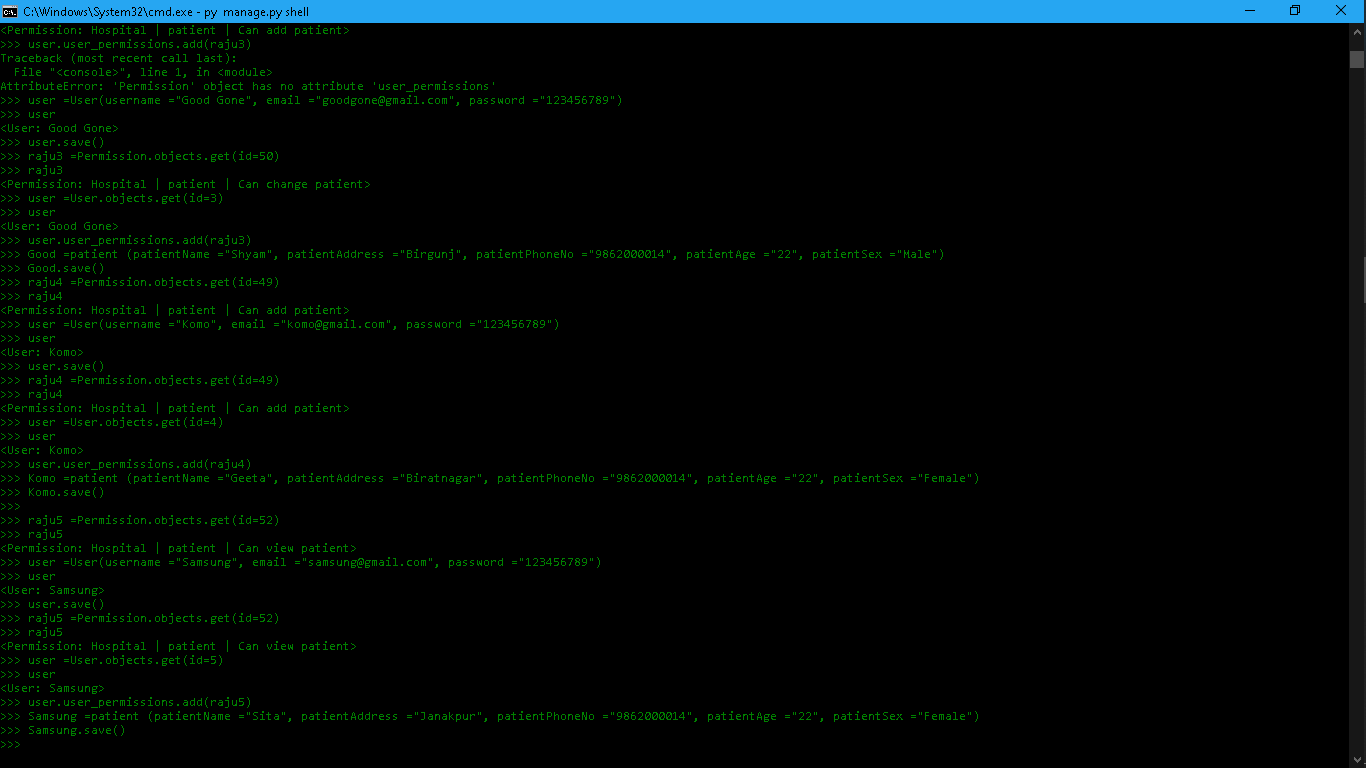 C:\Windows\System32\cmd.exe - py  manage.py shell
<Permission: Hospital | patient | Can add patient>
>>> user.user_permissions.add(raju3)
Traceback (most recent call last):
  File "<console>", line 1, in <module>
AttributeError: 'Permission' object has no attribute 'user_permissions'
>>> user =User(username ="Good Gone", email ="goodgone@gmail.com", password ="123456789")
>>> user
<User: Good Gone>
>>> user.save()
>>> raju3 =Permission.objects.get(id=50)
>>> raju3
<Permission: Hospital | patient | Can change patient>
>>> user =User.objects.get(id=3)
>>> user
<User: Good Gone>
>>> user.user_permissions.add(raju3)
>>> Good =patient (patientName ="Shyam", patientAddress ="Birgunj", patientPhoneNo ="9862000014", patientAge ="22", patientSex ="Male")
>>> Good.save()
>>> raju4 =Permission.objects.get(id=49)
>>> raju4
<Permission: Hospital | patient | Can add patient>
>>> user =User(username ="Komo", email ="komo@gmail.com", password ="123456789")
>>> user
<User: Komo>
>>> user.save()
>>> raju4 =Permission.objects.get(id=49)
>>> raju4
<Permission: Hospital | patient | Can add patient>
>>> user =User.objects.get(id=4)
>>> user
<User: Komo>
>>> user.user_permissions.add(raju4)
>>> Komo =patient (patientName ="Geeta", patientAddress ="Biratnagar", patientPhoneNo ="9862000014", patientAge ="22", patientSex ="Female")
>>> Komo.save()
>>>
>>> raju5 =Permission.objects.get(id=52)
>>> raju5
<Permission: Hospital | patient | Can view patient>
>>> user =User(username ="Samsung", email ="samsung@gmail.com", password ="123456789")
>>> user
<User: Samsung>
>>> user.save()
>>> raju5 =Permission.objects.get(id=52)
>>> raju5
<Permission: Hospital | patient | Can view patient>
>>> user =User.objects.get(id=5)
>>> user
<User: Samsung>
>>> user.user_permissions.add(raju5)
>>> Samsung =patient (patientName ="Sita", patientAddress ="Janakpur", patientPhoneNo ="9862000014", patientAge ="22", patientSex ="Female")
>>> Samsung.save()
>>>